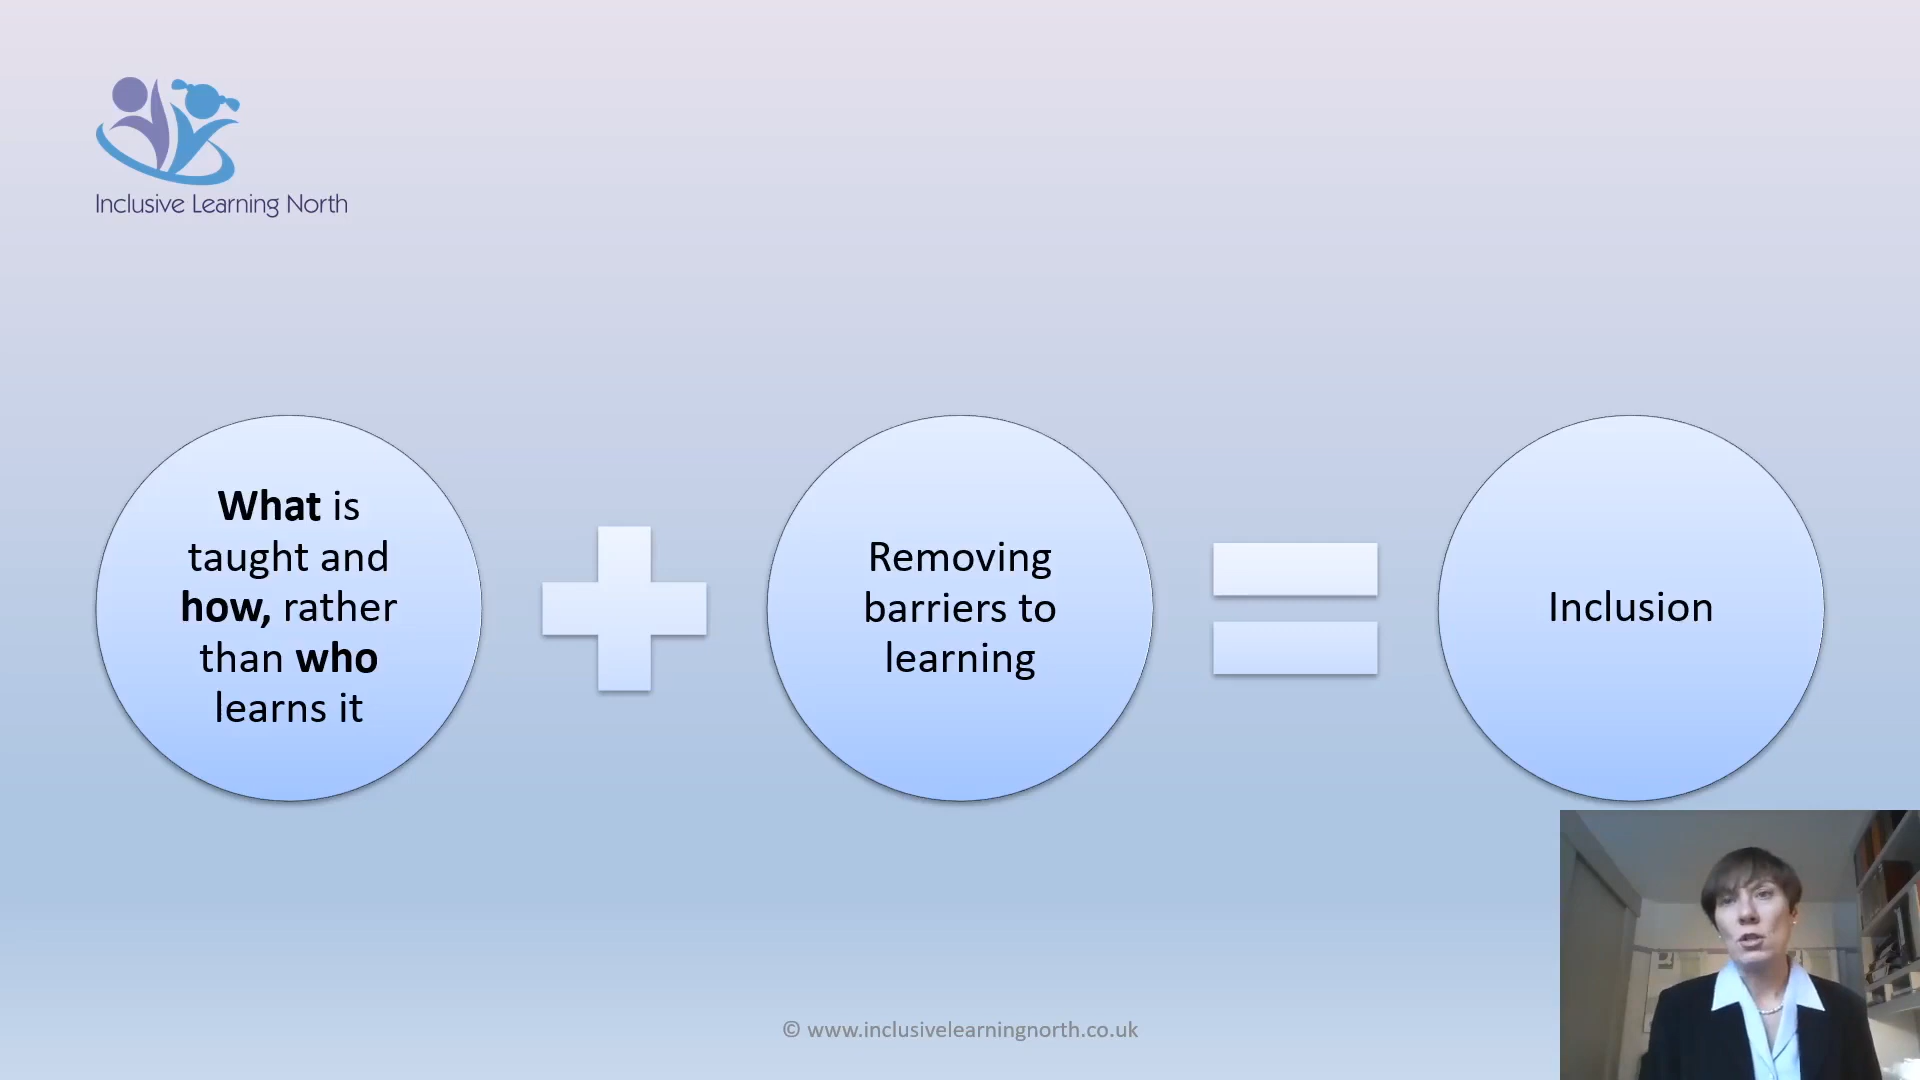 Inclusive Learning North
What is
taught and
how, rather
than who
learns it
Removing
barriers to
learning
Inclusion
© www.inclusivelearningnorth.co.uk